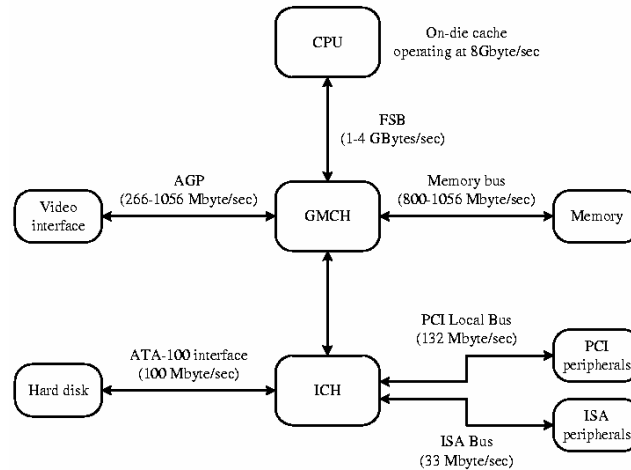 CPU
On-die cache
operating at 8Gbyte/sec
FSB
(1-4 GBytes/sec)
AGP
(266-1056 Mbyte/sec)
Memory bus
(800-1056 Mbyte/sec)
Video
interface
GMCH
Memory
PCI Local Bus
(132 Mbyte/sec)
ATA-100 interface
(100 Mbyte/sec)
PCI
peripherals
Hard disk
ICH
ISA
peripherals
ISA Bus
(33 Mbyte/sec)